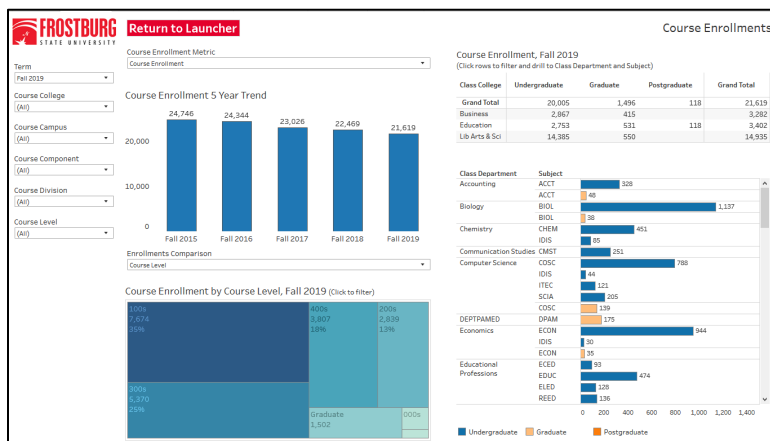 FROSTBURG
STATE UNIVERSITY
Return to Launcher
Course Enrollments
Term
Fall 2019
Course College
(All)
Course Campus
(All)
Course Component
(All)
Course Division
(All)
Course Level
(All)
Course Enrollment Metric
Course Enrollment
Course Enrollment 5 Year Trend
24,746 24,344 23,026 22,469 21,619
20,000
10,000
0
Fall 2015 Fall 2016 Fall 2017 Fall 2018 Fall 2019
Enrollments Comparison
Course Level
Course Enrollment by Course Level, Fall 2019 (Click to filter)
100s
7,674
35%
300s
5,370
25%
400s
3,807
18%
200s
2,839
13%
Graduate
1,502
000s
Course Enrollment, Fall 2019
(Click rows to filter and drill to Class Department and Subject)
Class College Undergraduate Graduate Postgraduate Grand Total
Grand Total 20,005 1,496 118 21,619
Business 2,867 415 3,282
Education 2,753 531 118 3,402
Lib Arts & Sci 14,385 550 14,935
Class Department Subject
Accounting ACCT 328
ACCT 48
Biology BIOL 1,137
BIOL 38
Chemistry CHEM 451
IDIS 85
Communication Studies CMST 251
Computer Science COSC 788
IDIS 44
ITEC 121
SCIA 205
COSC 139
DEPTPAMED DPAM 175
Economics ECON 944
IDIS 30
ECON 35
Educational ECED 93
Professions EDUC 474
ELED 128
REED 136
0 200 400 600 800 1,000 1,200 1,400
Undergraduate Graduate Postgraduate